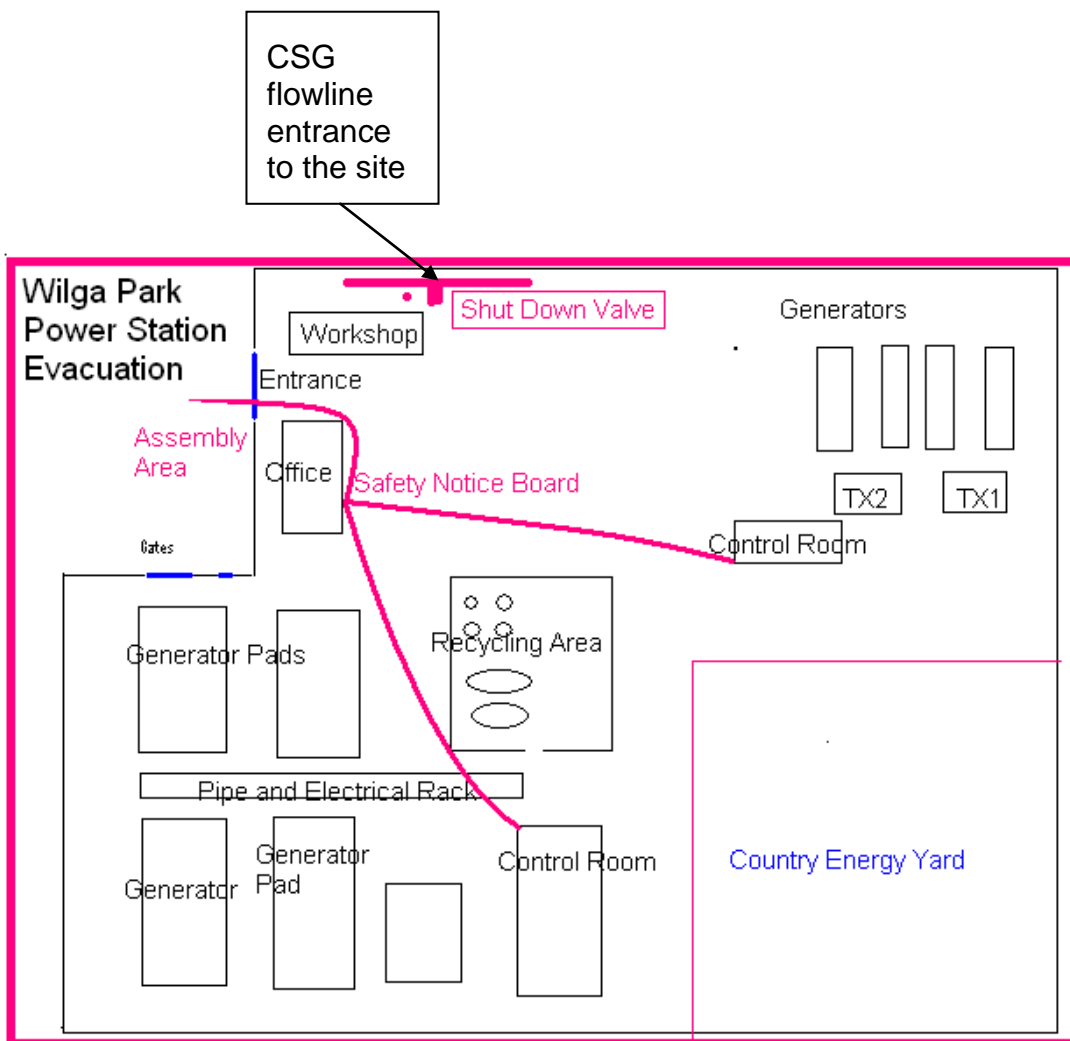 CSG
flowline
entrance
to the site
Wilga Park
Power Station
Evacuation
Shut Down Valve
Generators
Workshop
Entrance
Assembly
Area
Office
Safety Notice Board
TX2
TX1
Control Room
Gates
Generator Pads
Recycling Area
Pipe and Electrical Rack
Generator
Generator
Pad
Control Room
Country Energy Yard